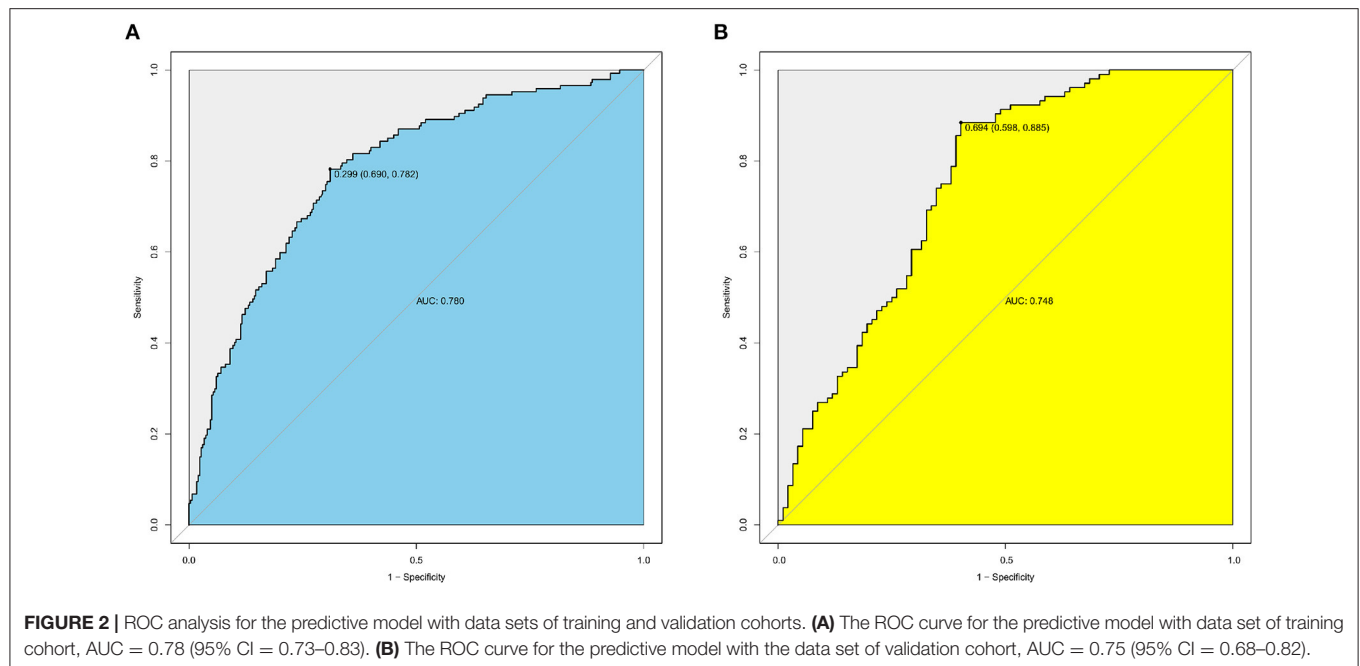 A
B
1.0
0.8
0.6
0.4
0.2
0.0
Sensitivity
0.299 (0.690, 0.782)
AUC: 0.780
0.0
0.5
1.0
1 − Specificity
1.0
0.8
0.6
0.4
0.2
0.0
Sensitivity
0.694 (0.598, 0.885)
AUC: 0.748
0.0
0.5
1.0
1 − Specificity
FIGURE 2 | ROC analysis for the predictive model with data sets of training and validation cohorts. (A) The ROC curve for the predictive model with data set of training
cohort, AUC = 0.78 (95% CI = 0.73–0.83). (B) The ROC curve for the predictive model with the data set of validation cohort, AUC = 0.75 (95% CI = 0.68–0.82).